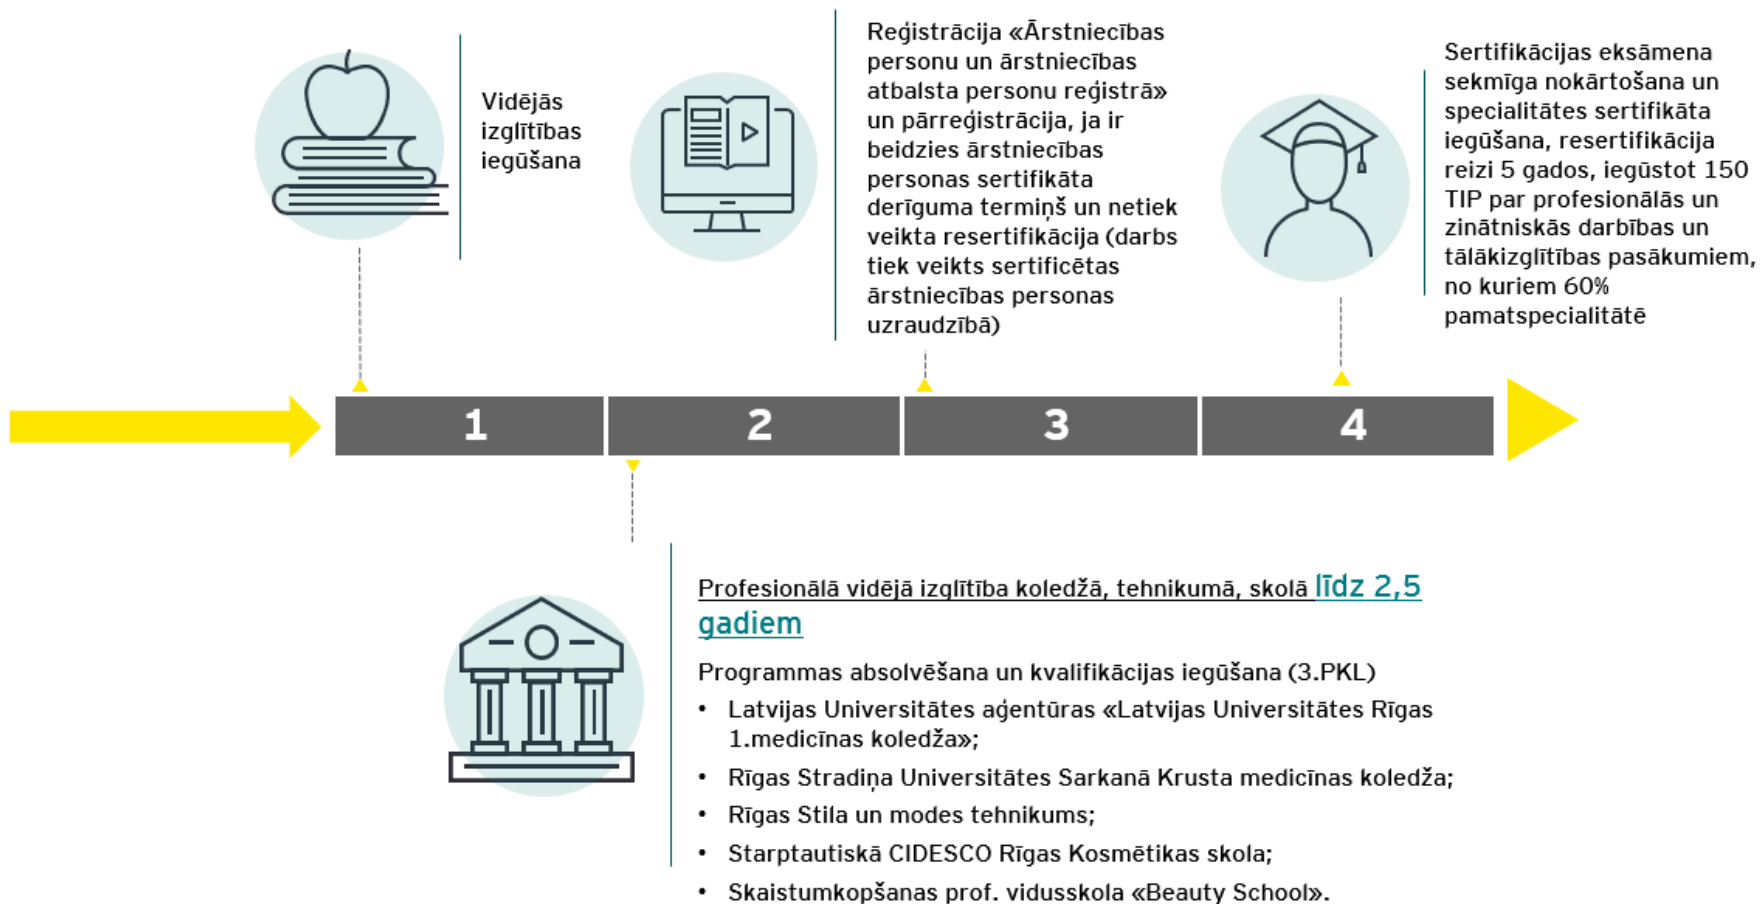 Vidējās
izglītības
iegūšana
Reģistrācija «Ārstniecības
personu un ārstniecības
atbalsta personu reģistrā»
un pārreģistrācija, ja ir
beidzies ārstniecības
personas sertifikāta
derīguma termiņš un netiek
veikta resertifikācija (darbs
tiek veikts sertificētas
ārstniecības personas
uzraudzībā)
Sertifikācijas eksāmena
sekmīga nokārtošana un
specialitātes sertifikāta
iegūšana, resertifikācija
reizi 5 gados, iegūstot 150
TIP par profesionālās un
zinātniskās darbības un
tālākizglītības pasākumiem,
no kuriem 60%
pamatspecialitātē
1
2
3
4
Profesionālā vidējā izglītība koledžā, tehnikumā, skolā līdz 2,5
gadiem
Programmas absolvēšana un kvalifikācijas iegūšana (3.PKL)
• Latvijas Universitātes aģentūras «Latvijas Universitātes Rīgas
1.medicīnas koledža»;
• Rīgas Stradiņa Universitātes Sarkanā Krusta medicīnas koledža;
• Rīgas Stila un modes tehnikums;
• Starptautiskā CIDESCO Rīgas Kosmētikas skola;
• Skaistumkopšanas prof. vidusskola «Beauty School».